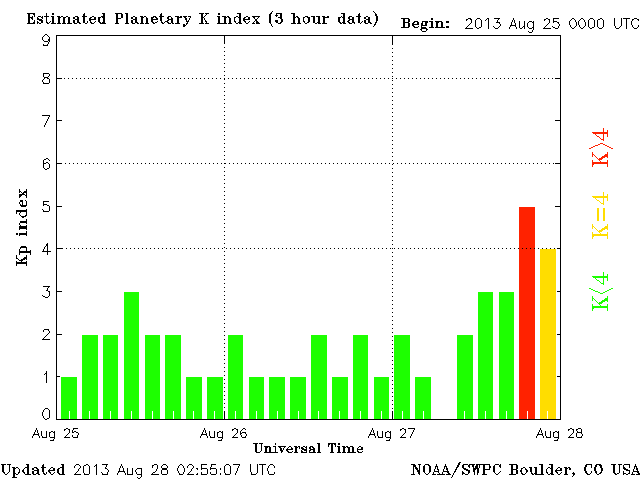 Estimated Planetary K index (3 hour data) Begin: 2013 Aug 25 0000 UTC
9
8
7
6
5
4
3
2
1
0
Kp index
K>4
K=4
K<4
Aug 25 Aug 26 Aug 27 Aug 28
Universal Time
Updated 2013 Aug 28 02:55:07 UTC NOAA/SWPC Boulder, CO USA